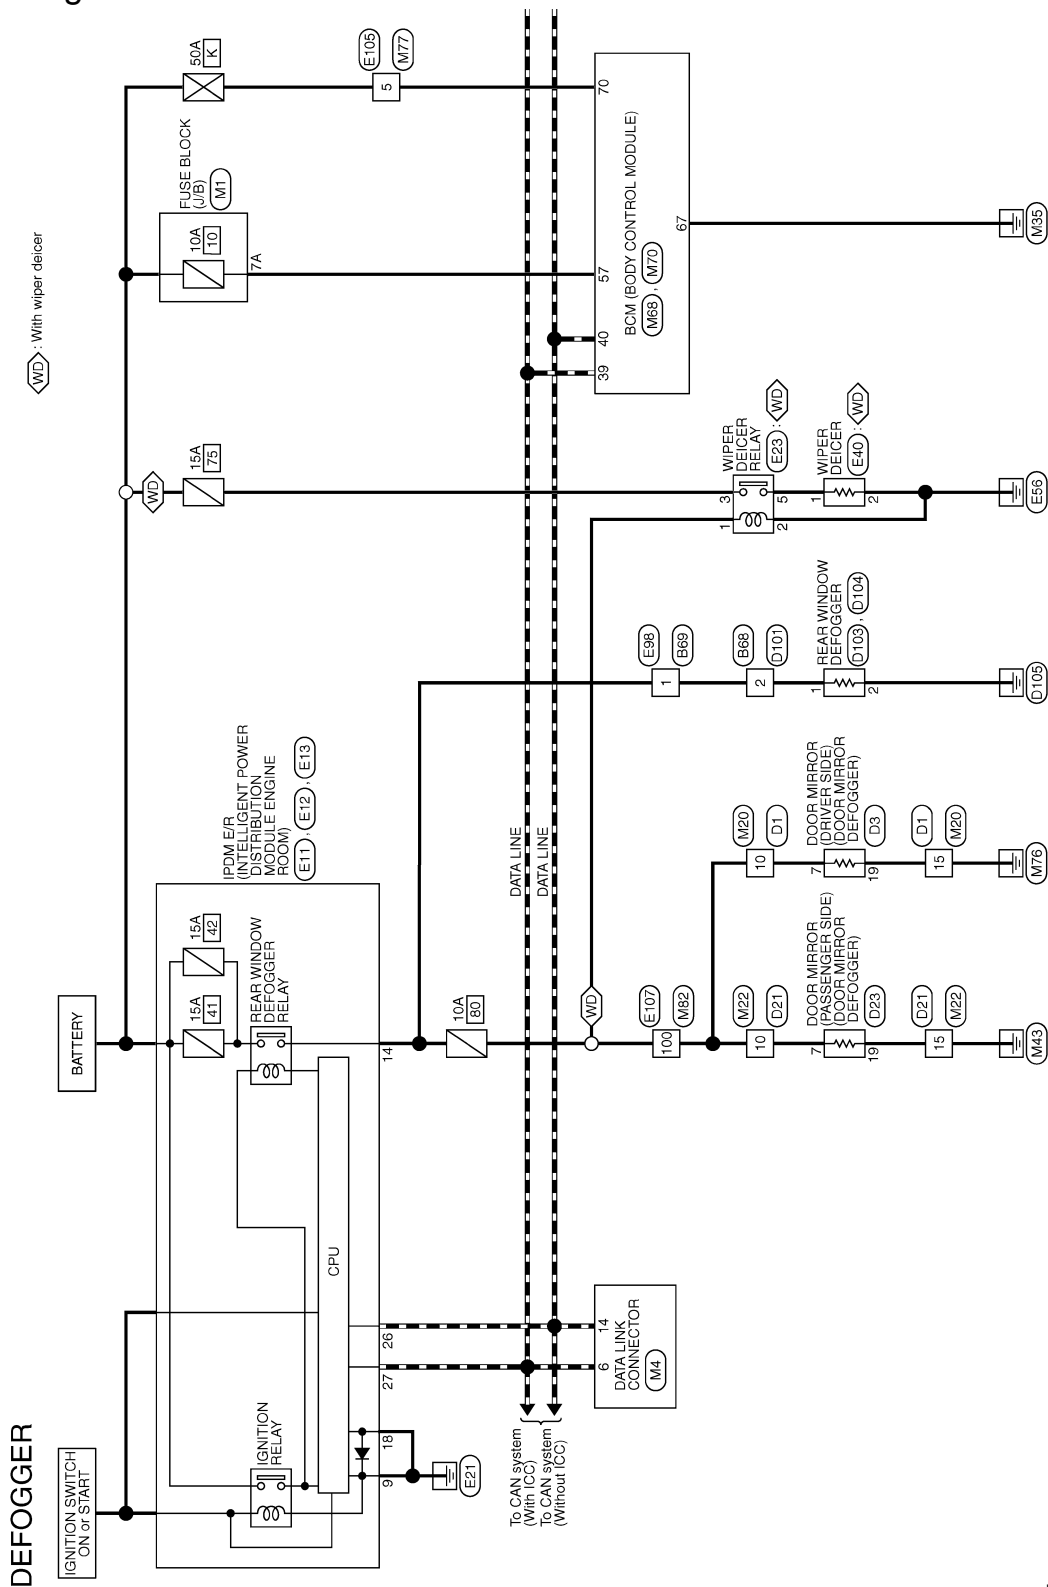 DEFOGGER
IGNITION SWITCH
ON or START
BATTERY
WD : With wiper deicer
WD
15A
75
FUSE BLOCK
(J/B)
M1
10A
10
7A
50A
K
E105
M77
5
IPDM E/R
(INTELLIGENT POWER
DISTRIBUTION
MODULE ENGINE
ROOM)
E11 , E12 , E13
IGNITION
RELAY
15A
41
15A
42
REAR WINDOW
DEFOGGER
RELAY
CPU
9
18
27
26
14
E21
10A
80
To CAN system
(With ICC)
To CAN system
(Without ICC)
DATA LINE
DATA LINE
6
14
DATA LINK
CONNECTOR
M4
WD
E107
M82
100
M22
D21
10
7
DOOR MIRROR
(PASSENGER SIDE)
(DOOR MIRROR
DEFOGGER)
D23
19
D21
M22
15
M43
M20
D1
10
7
DOOR MIRROR
(DRIVER SIDE)
(DOOR MIRROR
DEFOGGER)
D3
19
D1
M20
15
M76
E98
B69
1
B68
D101
2
1
REAR WINDOW
DEFOGGER
D103 , D104
2
D105
1
3
WIPER
DEICER
RELAY
E23 : WD
2
5
1
WIPER
DEICER
E40 : WD
2
E56
39
40
57
70
BCM (BODY CONTROL MODULE)
M68 , M70
67
M35